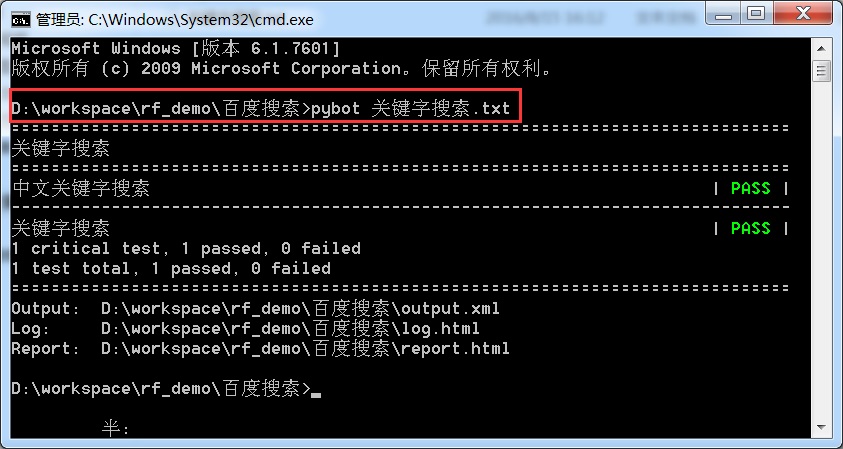 管理员: C:\Windows\System32\cmd.exe
Microsoft Windows [版本 6.1.7601]
版权所有 (c) 2009 Microsoft Corporation。保留所有权利。
D:\workspace\rf_demo\百度搜索>pybot 关键字搜索.txt
==============================================================================
关键字搜索
==============================================================================
中文关键字搜索 | PASS |
------------------------------------------------------------------------------
关键字搜索 | PASS |
1 critical test, 1 passed, 0 failed
1 test total, 1 passed, 0 failed
==============================================================================
Output: D:\workspace\rf_demo\百度搜索\output.xml
Log: D:\workspace\rf_demo\百度搜索\log.html
Report: D:\workspace\rf_demo\百度搜索\report.html
D:\workspace\rf_demo\百度搜索>_
半: